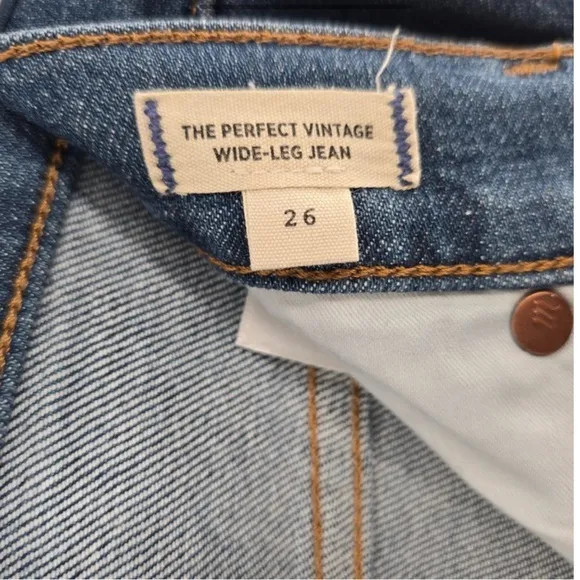 THE PERFECT VINTAGE
WIDE-LEG JEAN
26
m